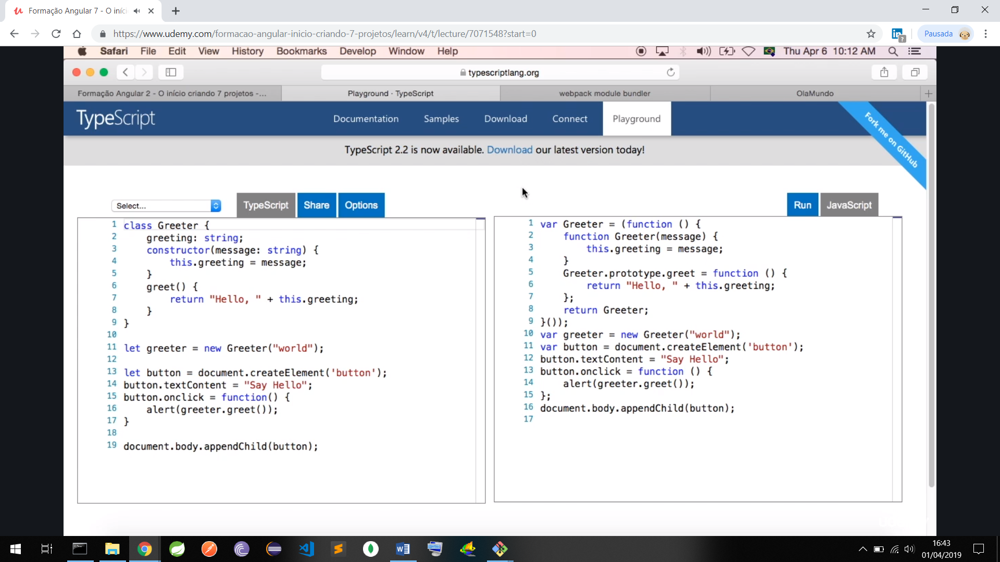 Formação Angular 7 - O iníci
https://www.udemy.com/formacao-angular-inicio-criando-7-projetos/learn/v4/t/lecture/7071548?start=0
in
?
Pausada
Safari File Edit View History Bookmarks Develop Window Help
Thu Apr 6 10:12 AM
typescriptlang.org
Formação Angular 2 - O início criando 7 projetos -...
Playground · TypeScript
webpack module bundler
OlaMundo
TypeScript
Documentation Samples Download Connect Playground
Fork me on GitHub
TypeScript 2.2 is now available. Download our latest version today!
Select...
TypeScript Share Options
Run JavaScript
1 class Greeter {
2 greeting: string;
3 constructor(message: string) {
4 this.greeting = message;
5 }
6 greet() {
7 return "Hello, " + this.greeting;
8 }
9 }
10
11 let greeter = new Greeter("world");
12
13 let button = document.createElement('button');
14 button.textContent = "Say Hello";
15 button.onclick = function() {
16 alert(greeter.greet());
17 }
18
19 document.body.appendChild(button);
1 var Greeter = (function () {
2 function Greeter(message) {
3 this.greeting = message;
4 }
5 Greeter.prototype.greet = function () {
6 return "Hello, " + this.greeting;
7 };
8 return Greeter;
9 }());
10 var greeter = new Greeter("world");
11 var button = document.createElement('button');
12 button.textContent = "Say Hello";
13 button.onclick = function () {
14 alert(greeter.greet());
15 };
16 document.body.appendChild(button);
17
16:43
01/04/2019